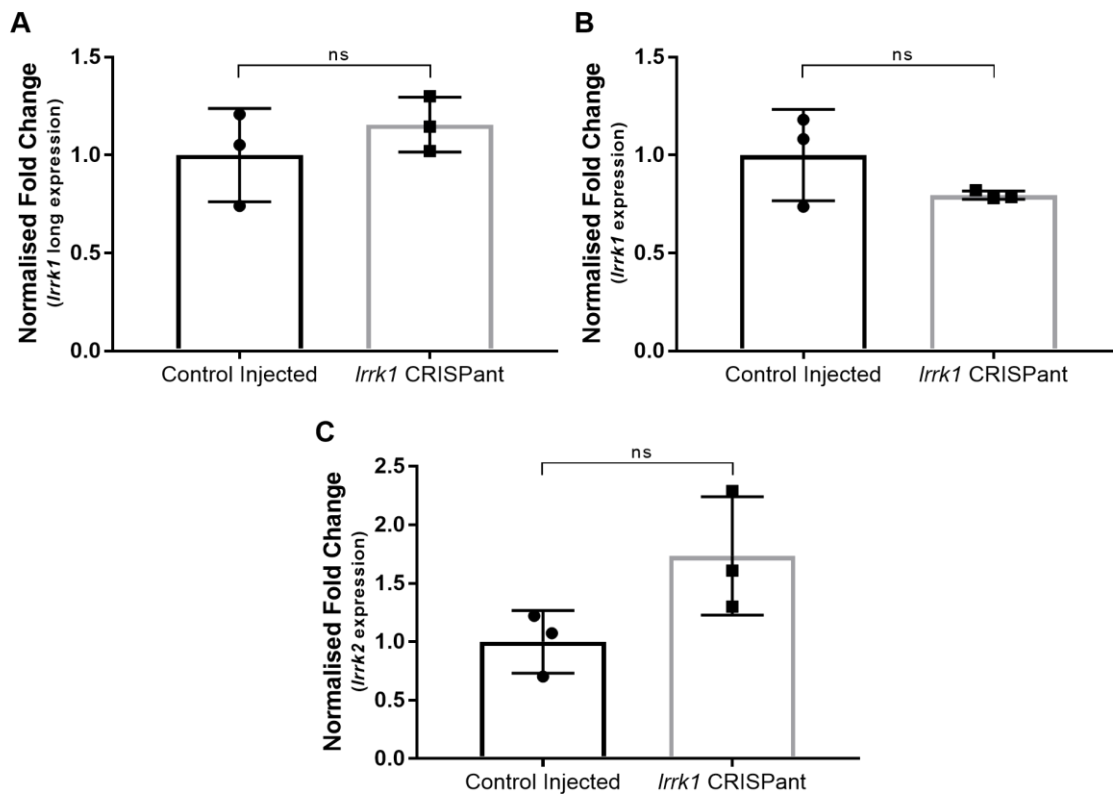 A
Normalised Fold Change
(lrrk1 long expression)
1.5
1.0
0.5
0.0
ns
Control Injected lrrk1 CRISPant
B
Normalised Fold Change
(lrrk1 expression)
1.5
1.0
0.5
0.0
ns
Control Injected lrrk1 CRISPant
C
Normalised Fold Change
(lrrk2 expression)
2.5
2.0
1.5
1.0
0.5
0.0
ns
Control Injected lrrk1 CRISPant